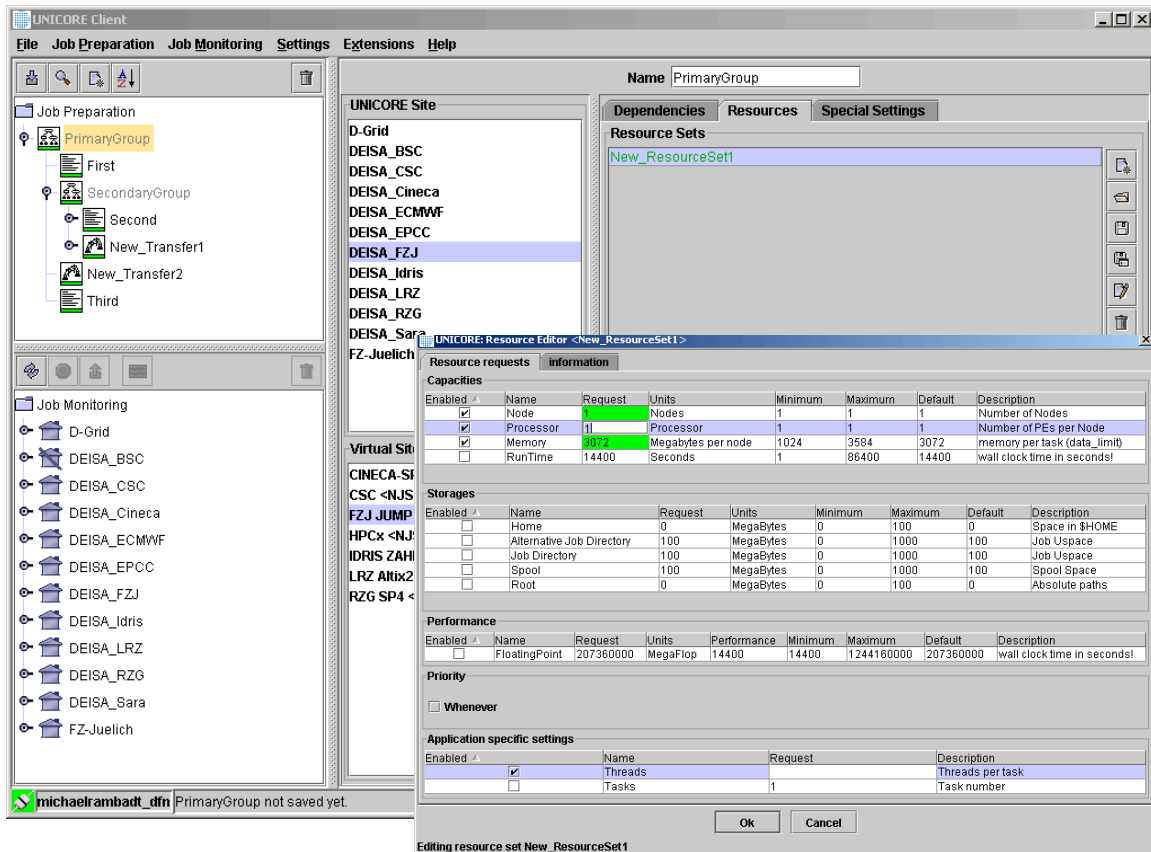 UNICORE Client
File Job Preparation Job Monitoring Settings Extensions Help
Name PrimaryGroup
Job Preparation
PrimaryGroup
First
SecondaryGroup
Second
New_Transfer1
New_Transfer2
Third
UNICORE Site
D-Grid
DEISA_BSC
DEISA_CSC
DEISA_Cineca
DEISA_ECMWF
DEISA_EPCC
DEISA_FZJ
DEISA_Idris
DEISA_LRZ
DEISA_RZG
DEISA_Sara
FZ-Juelich
Dependencies Resources Special Settings
Resource Sets
New_ResourceSet1
Job Monitoring
D-Grid
DEISA_BSC
DEISA_CSC
DEISA_Cineca
DEISA_ECMWF
DEISA_EPCC
DEISA_FZJ
DEISA_Idris
DEISA_LRZ
DEISA_RZG
DEISA_Sara
FZ-Juelich
Virtual Sit
CINECA-SP
CSC <NJS
FZJ JUMP
HPCx <NJ
IDRIS ZAH
LRZ Altix2
RZG SP4 <
michaelrambadt_dfn PrimaryGroup not saved yet.
UNICORE: Resource Editor <New_ResourceSet1>
Resource requests information
Capacities
Enabled Name Request Units Minimum Maximum Default Description
Node 1 Nodes 1 1 1 Number of Nodes
Processor 1 Processor 1 1 1 Number of PEs per Node
Memory 3072 Megabytes per node 1024 3584 3072 memory per task (data_limit)
RunTime 14400 Seconds 1 86400 14400 wall clock time in seconds!
Storages
Enabled Name Request Units Minimum Maximum Default Description
Home 0 MegaBytes 0 100 0 Space in $HOME
Alternative Job Directory 100 MegaBytes 0 1000 100 Job Uspace
Job Directory 100 MegaBytes 0 1000 100 Job Uspace
Spool 100 MegaBytes 0 1000 100 Spool Space
Root 0 MegaBytes 0 100 0 Absolute paths
Performance
Enabled Name Request Units Performance Minimum Maximum Default Description
FloatingPoint 207360000 MegaFlop 14400 14400 1244160000 207360000 wall clock time in seconds!
Priority
Whenever
Application specific settings
Enabled Name Request Description
Threads Threads per task
Tasks 1 Task number
Ok Cancel
Editing resource set New_ResourceSet1